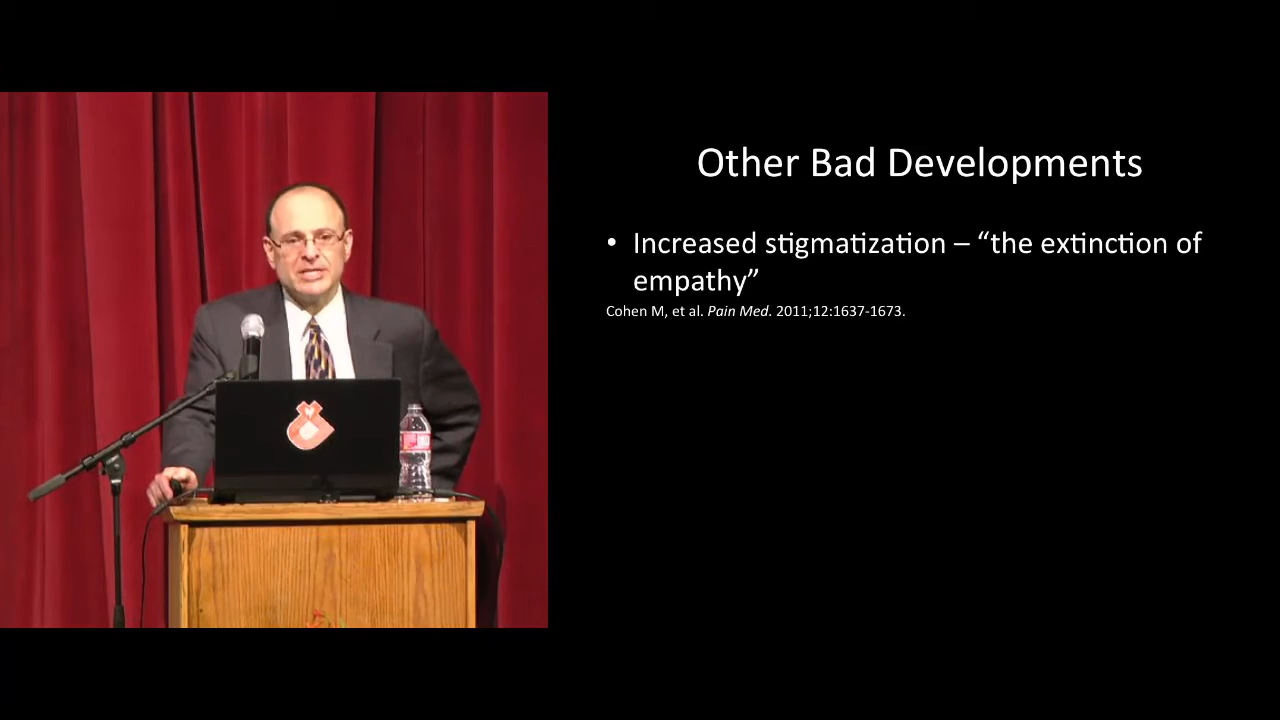 Other Bad Developments
• Increased stigmatization – “the extinction of
empathy”
Cohen M, et al. Pain Med. 2011;12:1637-1673.